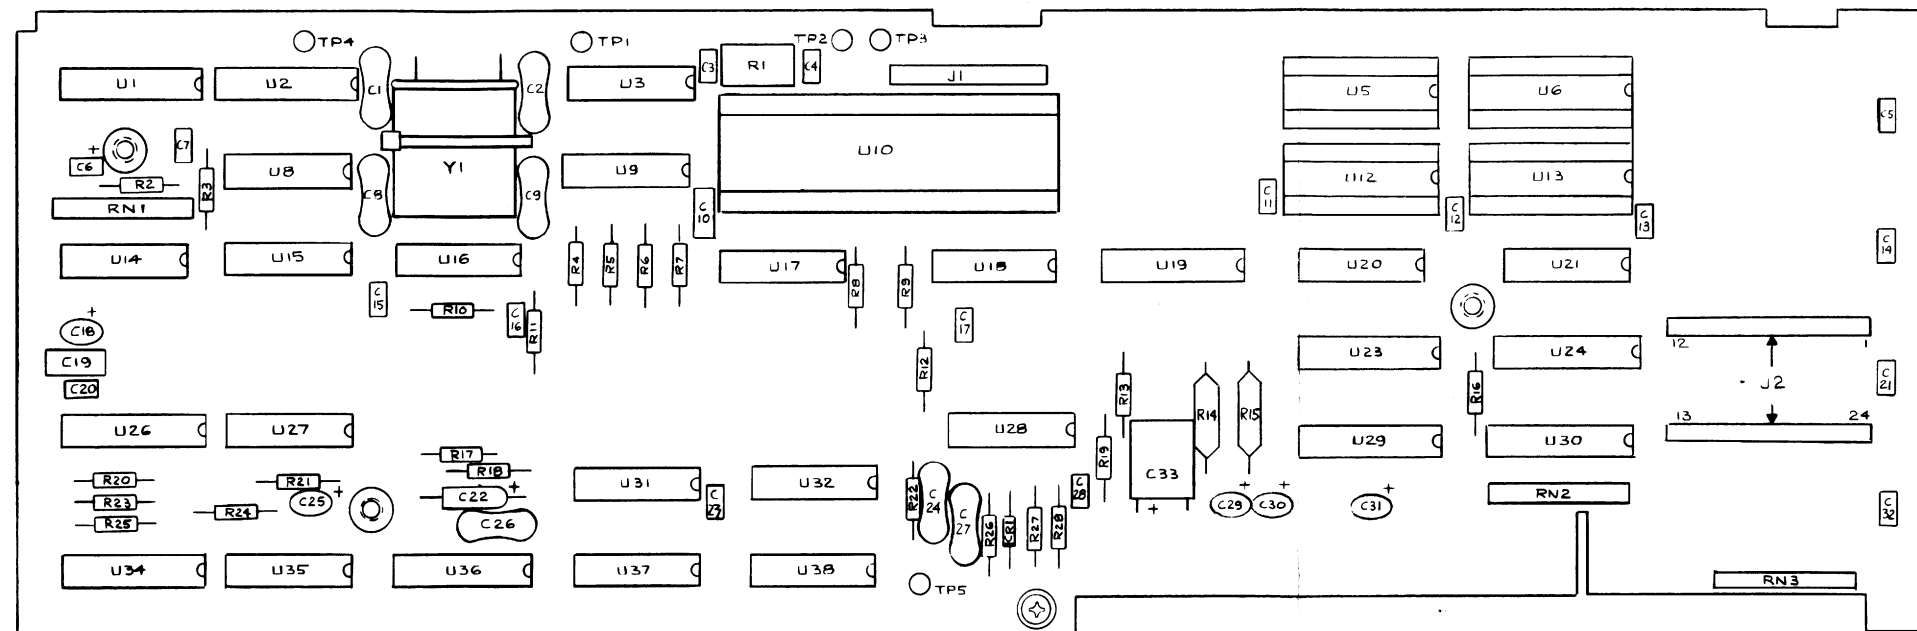 TP4 TP1 TP2 TP3
U1 U2 C1 C2 U3 C3 R1 C4 J1 U5 U6 C5
+ C6 C7 R2 R3 RN1 U8 C8 Y1 C9 U9 C10 U10 C11 U12 C12 U13 C13
U14 U15 U16 R4 R5 R6 R7 U17 R8 R9 U18 U19 U20 U21 C14
C15 R10 C16 R11 C17
+ C18
C19
C20
R12 R13 R14 R15 U23 R16 U24
12 1
J2
13 24
C21
U26 U27 U28 R19 C33 + U29 U30
R17
R18
R20 R21 C22 + U31 C23 U32 R22 C24 C28 RN2
R23 C25 + C26 C27 C29 + C30 + C31 + C32
R24
R25
R26 CR1 R27 R28
U34 U35 U36 U37 U38 TP5 RN3